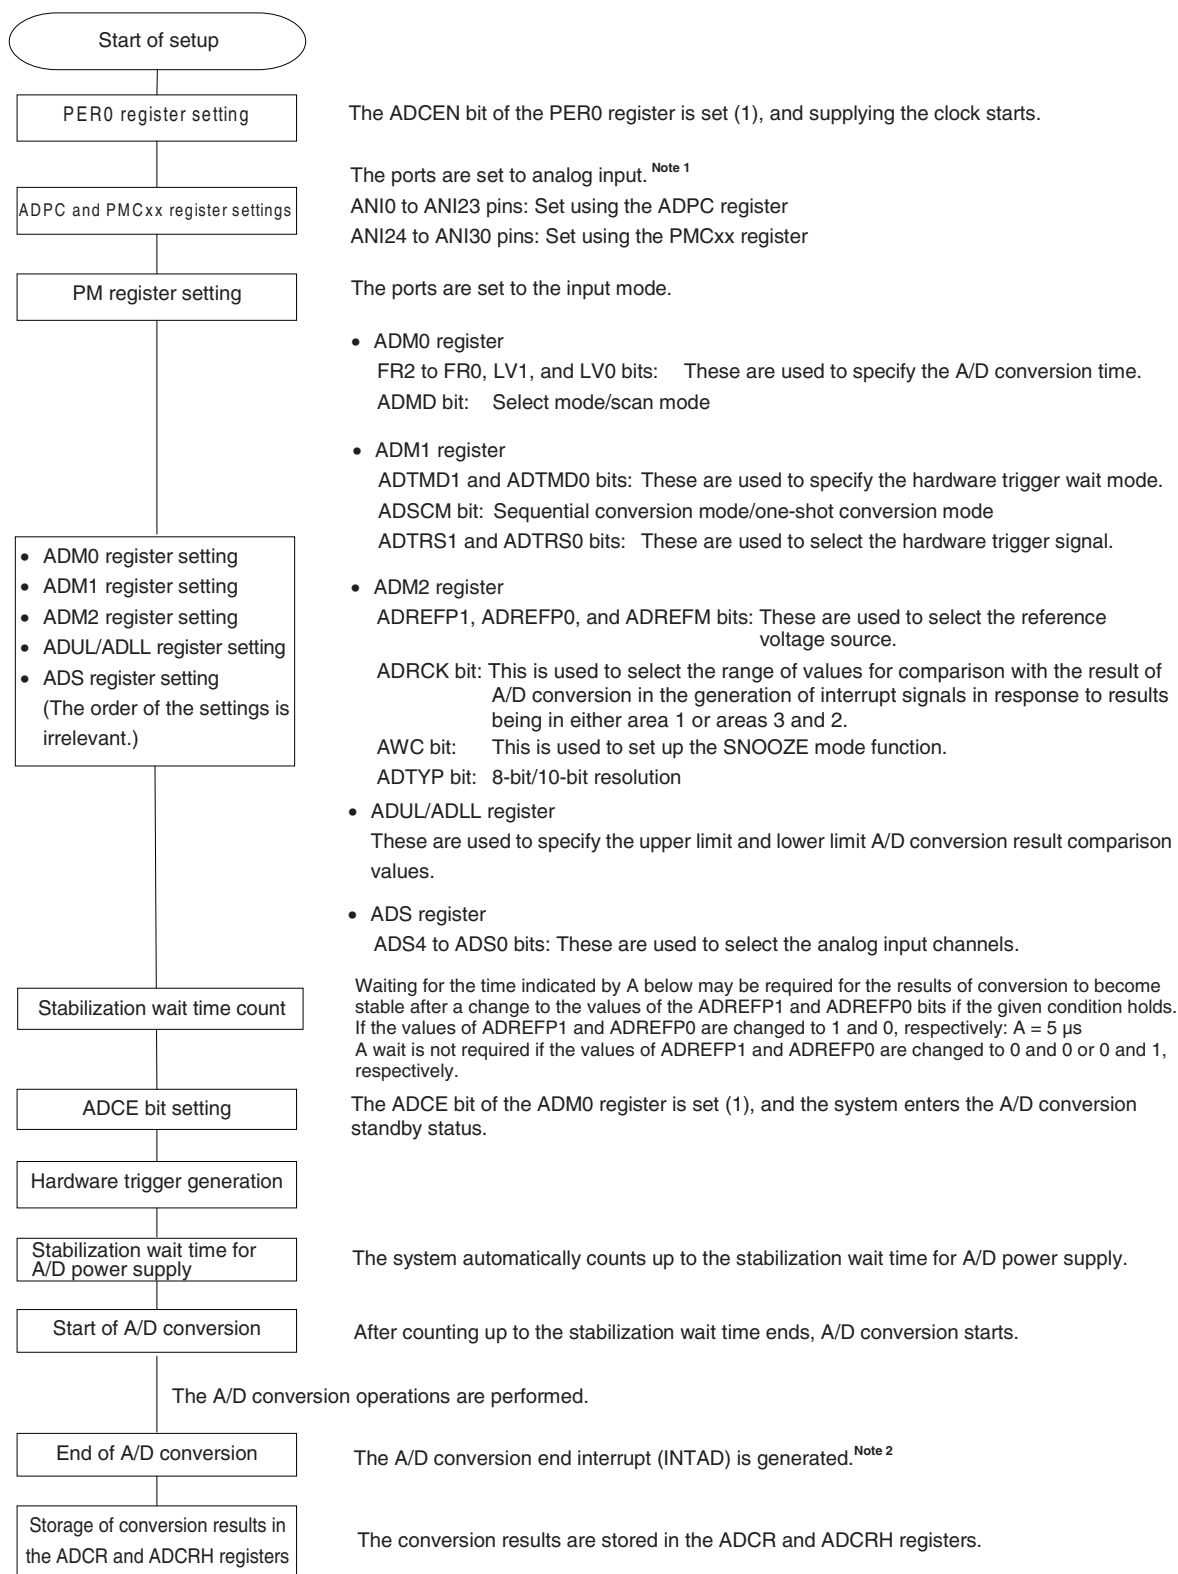 Start of setup
PER0 register setting
The ADCEN bit of the PER0 register is set (1), and supplying the clock starts.
ADPC and PMCxx register settings
The ports are set to analog input. Note 1
ANI0 to ANI23 pins: Set using the ADPC register
ANI24 to ANI30 pins: Set using the PMCxx register
PM register setting
The ports are set to the input mode.
• ADM0 register setting
• ADM1 register setting
• ADM2 register setting
• ADUL/ADLL register setting
• ADS register setting
(The order of the settings is
irrelevant.)
• ADM0 register
FR2 to FR0, LV1, and LV0 bits: These are used to specify the A/D conversion time.
ADMD bit: Select mode/scan mode
• ADM1 register
ADTMD1 and ADTMD0 bits: These are used to specify the hardware trigger wait mode.
ADSCM bit: Sequential conversion mode/one-shot conversion mode
ADTRS1 and ADTRS0 bits: These are used to select the hardware trigger signal.
• ADM2 register
ADREFP1, ADREFP0, and ADREFM bits: These are used to select the reference
voltage source.
ADRCK bit: This is used to select the range of values for comparison with the result of
A/D conversion in the generation of interrupt signals in response to results
being in either area 1 or areas 3 and 2.
AWC bit: This is used to set up the SNOOZE mode function.
ADTYP bit: 8-bit/10-bit resolution
• ADUL/ADLL register
These are used to specify the upper limit and lower limit A/D conversion result comparison
values.
• ADS register
ADS4 to ADS0 bits: These are used to select the analog input channels.
Stabilization wait time count
Waiting for the time indicated by A below may be required for the results of conversion to become
stable after a change to the values of the ADREFP1 and ADREFP0 bits if the given condition holds.
If the values of ADREFP1 and ADREFP0 are changed to 1 and 0, respectively: A = 5 µs
A wait is not required if the values of ADREFP1 and ADREFP0 are changed to 0 and 0 or 0 and 1,
respectively.
ADCE bit setting
The ADCE bit of the ADM0 register is set (1), and the system enters the A/D conversion
standby status.
Hardware trigger generation
Stabilization wait time for
A/D power supply
The system automatically counts up to the stabilization wait time for A/D power supply.
Start of A/D conversion
After counting up to the stabilization wait time ends, A/D conversion starts.
The A/D conversion operations are performed.
End of A/D conversion
The A/D conversion end interrupt (INTAD) is generated. Note 2
Storage of conversion results in
the ADCR and ADCRH registers
The conversion results are stored in the ADCR and ADCRH registers.